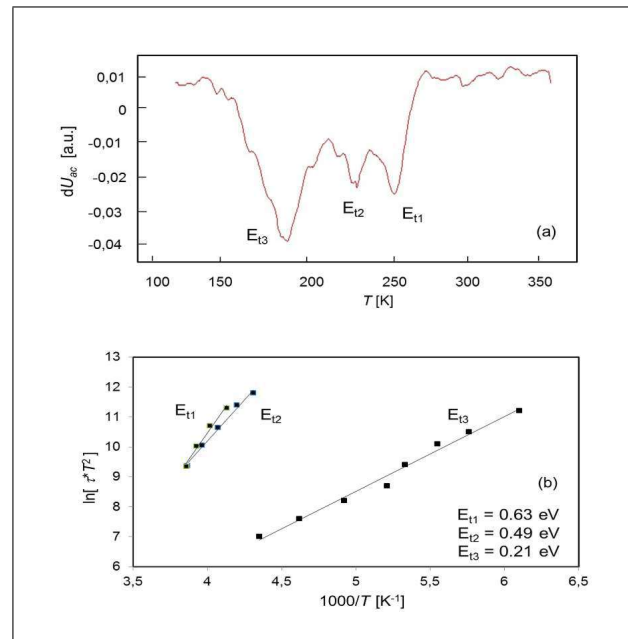 0,01
0
-0,01
-0,02
-0,03
-0,04
dU_ac [a.u.]
E_t3
E_t2
E_t1
(a)
100 150 200 250 300 350
T [K]
13
12
11
10
9
8
7
6
ln[ τ*T²]
E_t1
E_t2
E_t3
(b)
E_t1 = 0.63 eV
E_t2 = 0.49 eV
E_t3 = 0.21 eV
3,5 4 4,5 5 5,5 6 6,5
1000/T [K⁻¹]